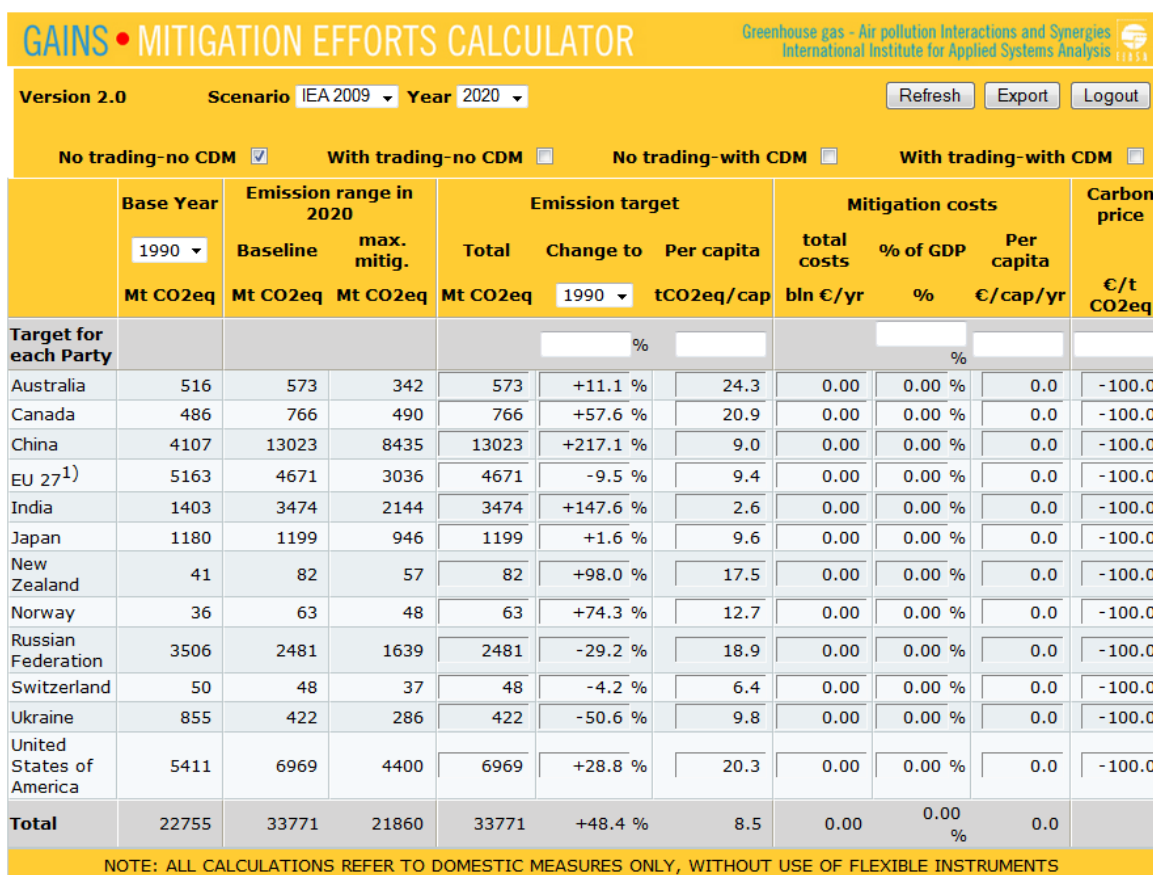 GAINS • MITIGATION EFFORTS CALCULATOR
Greenhouse gas - Air pollution Interactions and Synergies
International Institute for Applied Systems Analysis
IIASA
Version 2.0 Scenario IEA 2009 Year 2020 Refresh Export Logout
No trading-no CDM With trading-no CDM No trading-with CDM With trading-with CDM
Base Year Emission range in 2020 Emission target Mitigation costs Carbon price
1990 Baseline max. mitig. Total Change to Per capita total costs % of GDP Per capita
Mt CO2eq Mt CO2eq Mt CO2eq Mt CO2eq 1990 tCO2eq/cap bln €/yr % €/cap/yr €/t CO2eq
Target for each Party % %
Australia 516 573 342 573 +11.1 % 24.3 0.00 0.00 % 0.0 -100.0
Canada 486 766 490 766 +57.6 % 20.9 0.00 0.00 % 0.0 -100.0
China 4107 13023 8435 13023 +217.1 % 9.0 0.00 0.00 % 0.0 -100.0
EU 271) 5163 4671 3036 4671 -9.5 % 9.4 0.00 0.00 % 0.0 -100.0
India 1403 3474 2144 3474 +147.6 % 2.6 0.00 0.00 % 0.0 -100.0
Japan 1180 1199 946 1199 +1.6 % 9.6 0.00 0.00 % 0.0 -100.0
New Zealand 41 82 57 82 +98.0 % 17.5 0.00 0.00 % 0.0 -100.0
Norway 36 63 48 63 +74.3 % 12.7 0.00 0.00 % 0.0 -100.0
Russian Federation 3506 2481 1639 2481 -29.2 % 18.9 0.00 0.00 % 0.0 -100.0
Switzerland 50 48 37 48 -4.2 % 6.4 0.00 0.00 % 0.0 -100.0
Ukraine 855 422 286 422 -50.6 % 9.8 0.00 0.00 % 0.0 -100.0
United States of America 5411 6969 4400 6969 +28.8 % 20.3 0.00 0.00 % 0.0 -100.0
Total 22755 33771 21860 33771 +48.4 % 8.5 0.00 0.00 % 0.0
NOTE: ALL CALCULATIONS REFER TO DOMESTIC MEASURES ONLY, WITHOUT USE OF FLEXIBLE INSTRUMENTS